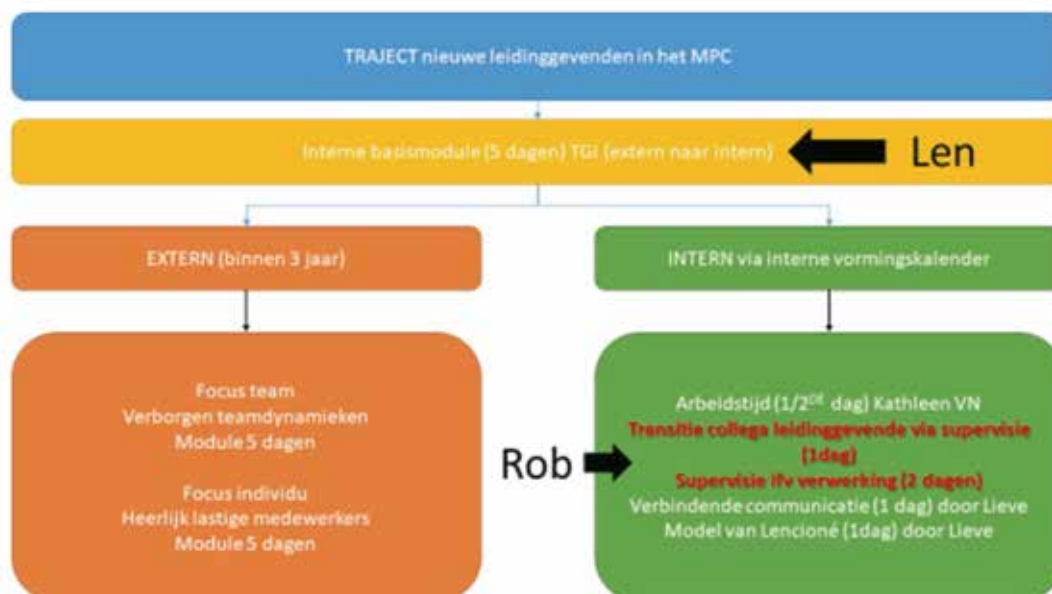 TRAJECT nieuwe leidinggevenden in het MPC
Interne basismodule (5 dagen) TGI (extern naar intern)
Len
EXTERN (binnen 3 jaar)
INTERN via interne vormingskalender
Focus team
Verborgen teamdynamieken
Module 5 dagen
Focus individu
Heerlijk lastige medewerkers
Module 5 dagen
Rob
Arbeidstijd (1/2DE dag) Kathleen VN
Transitie collega leidinggevende via supervisie
(1dag)
Supervisie ifv verwerking (2 dagen)
Verbindende communicatie (1 dag) door Lieve
Model van Lencioné (1dag) door Lieve